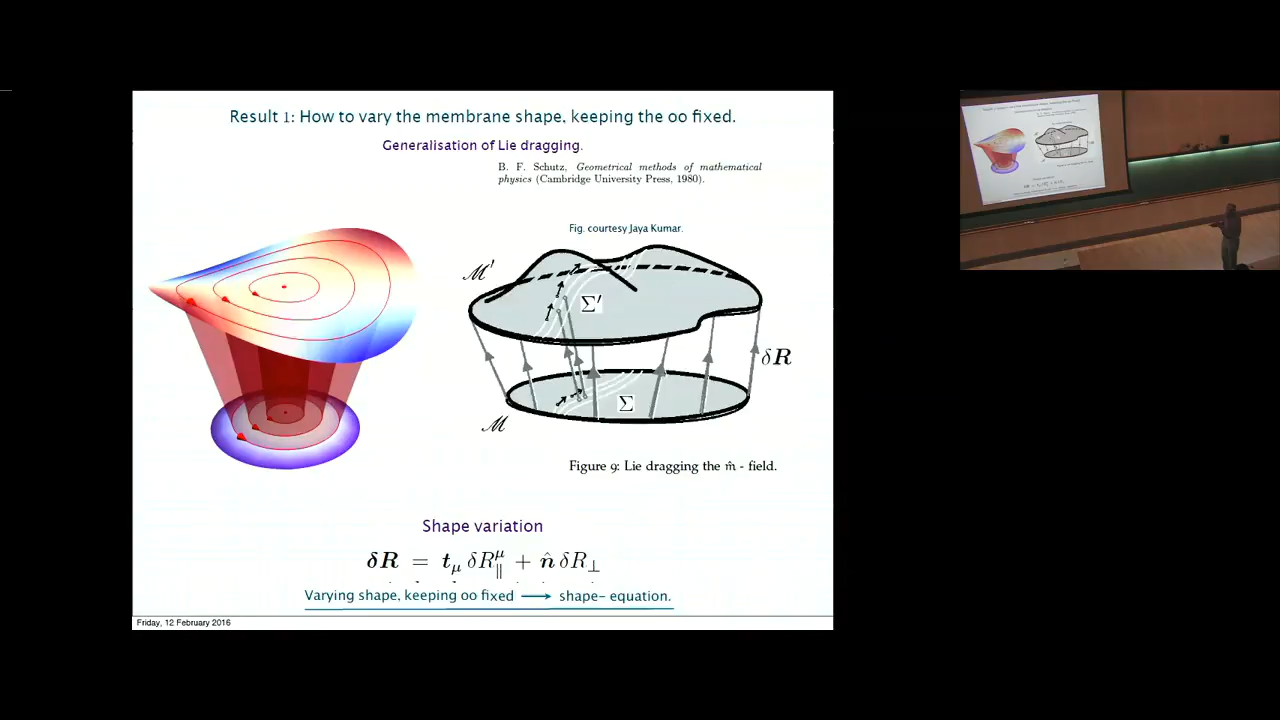 Result 1: How to vary the membrane shape, keeping the oo fixed.
Generalisation of Lie dragging.
B. F. Schutz, Geometrical methods of mathematical
physics (Cambridge University Press, 1980).
Fig. courtesy Jaya Kumar.
ℳ′
Σ′
δR
Σ
ℳ
Figure 9: Lie dragging the m̂ - field.
Shape variation
δR = t_μ δR_∥^μ + n̂ δR_⊥
Varying shape, keeping oo fixed ⟶ shape- equation.
Friday, 12 February 2016